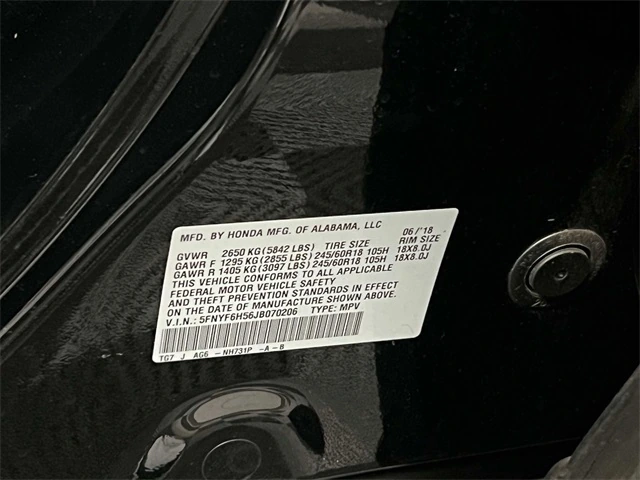 MFD. BY HONDA MFG. OF ALABAMA, LLC 06/'18
GVWR 2650 KG (5842 LBS) TIRE SIZE RIM SIZE
GAWR F 1295 KG (2855 LBS) 245/60R18 105H 18X8.0J
GAWR R 1405 KG (3097 LBS) 245/60R18 105H 18X8.0J
THIS VEHICLE CONFORMS TO ALL APPLICABLE
FEDERAL MOTOR VEHICLE SAFETY
AND THEFT PREVENTION STANDARDS IN EFFECT
ON THE DATE OF MANUFACTURE SHOWN ABOVE.
V.I.N.: 5FNYF6H56JB070206 TYPE: MPV
TG7 J AG6 -NH731P -A-B